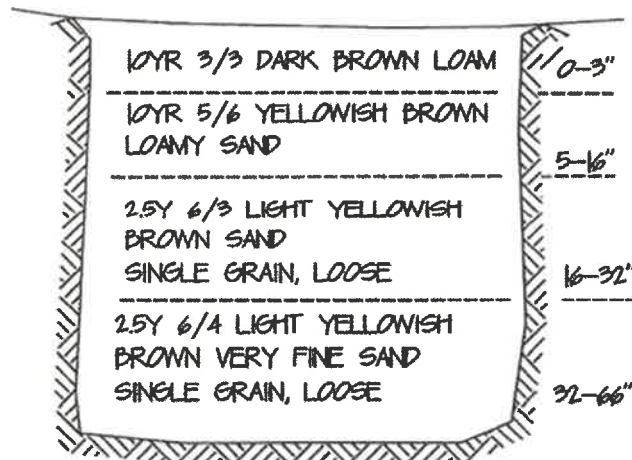 10YR 3/3 DARK BROWN LOAM 0-3"
10YR 5/6 YELLOWISH BROWN
LOAMY SAND
5-16"
2.5Y 6/3 LIGHT YELLOWISH
BROWN SAND
SINGLE GRAIN, LOOSE 16-32"
2.5Y 6/4 LIGHT YELLOWISH
BROWN VERY FINE SAND
SINGLE GRAIN, LOOSE 32-66"